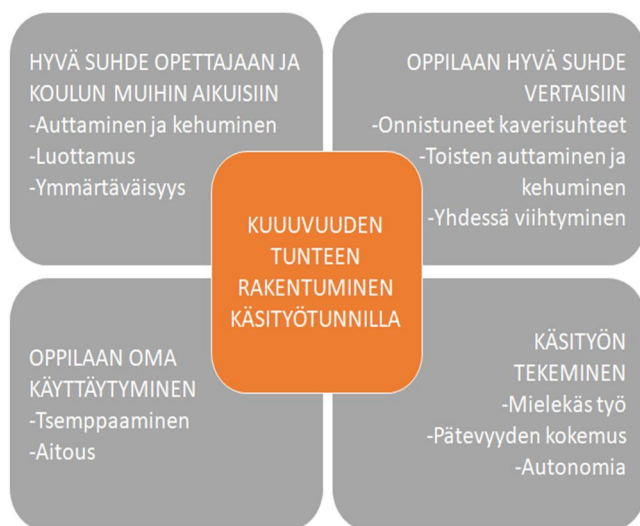 HYVÄ SUHDE OPETTAJAAN JA
KOULUN MUIHIN AIKUISIIN
-Auttaminen ja kehuminen
-Luottamus
-Ymmärtäväisyys
OPPILAAN HYVÄ SUHDE
VERTAISIIN
-Onnistuneet kaverisuhteet
-Toisten auttaminen ja
kehuminen
-Yhdessä viihtyminen
KUUUVUUDEN
TUNTEEN
RAKENTUMINEN
KÄSITYÖTUNNILLA
OPPILAAN OMA
KÄYTTÄYTYMINEN
-Tsemppaaminen
-Aitous
KÄSITYÖN
TEKEMINEN
-Mielekäs työ
-Pätevyyden kokemus
-Autonomia